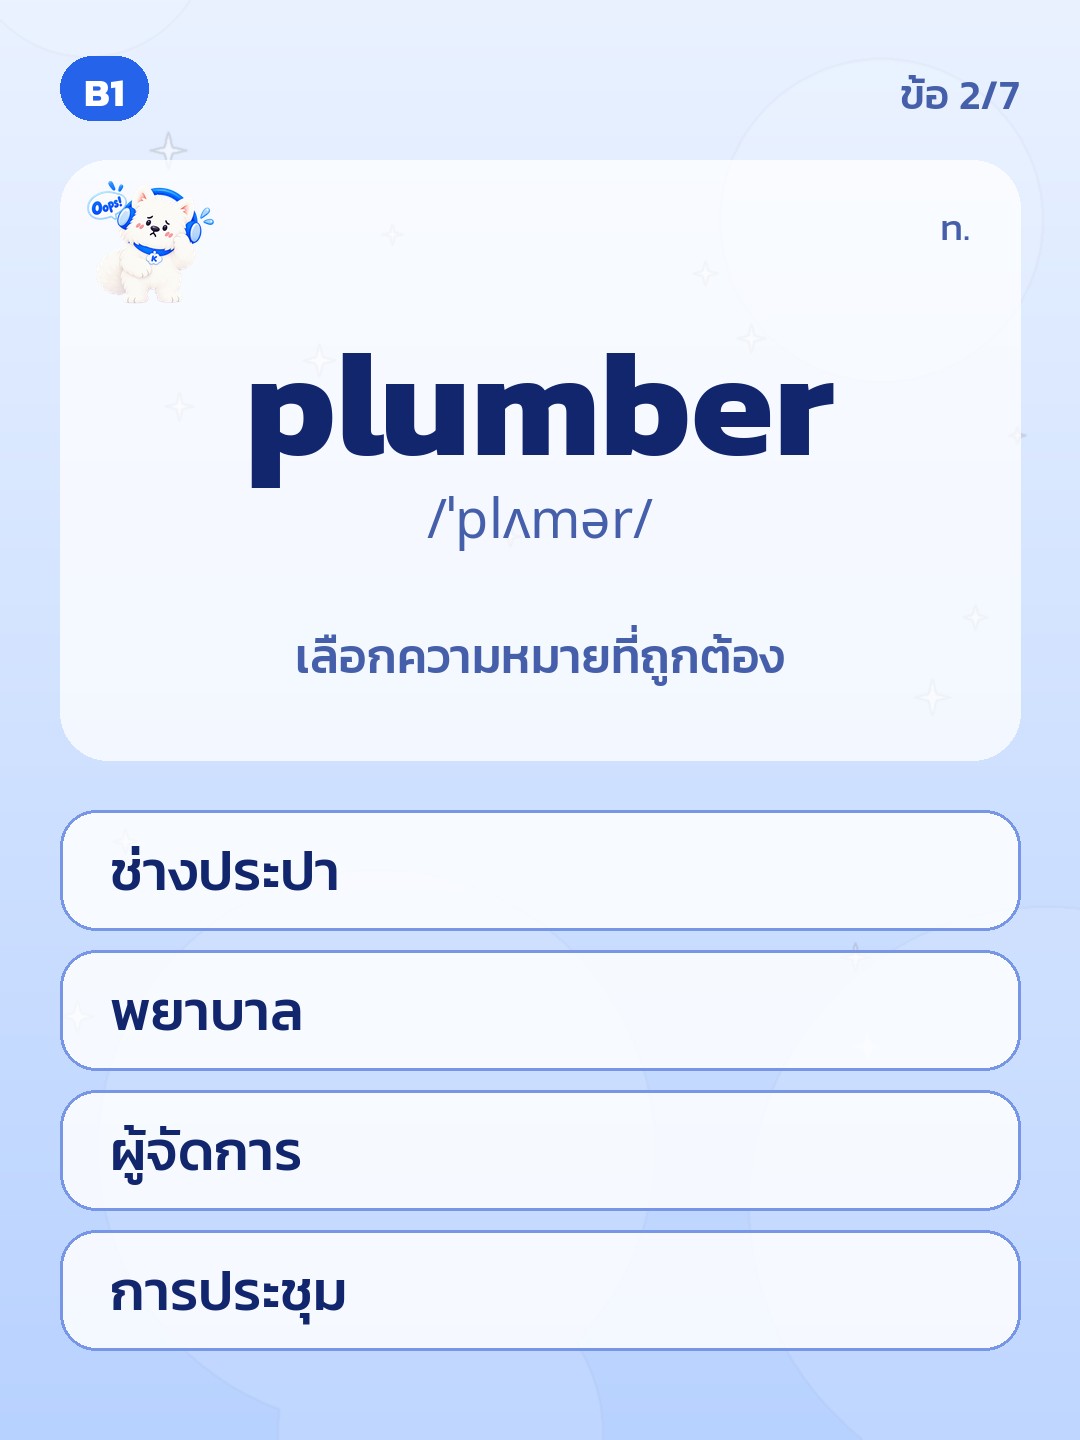 B1
ข้อ 2/7
Oops!
K
n.
plumber
/ˈplʌmər/
เลือกความหมายที่ถูกต้อง
ช่างประปา
พยาบาล
ผู้จัดการ
การประชุม